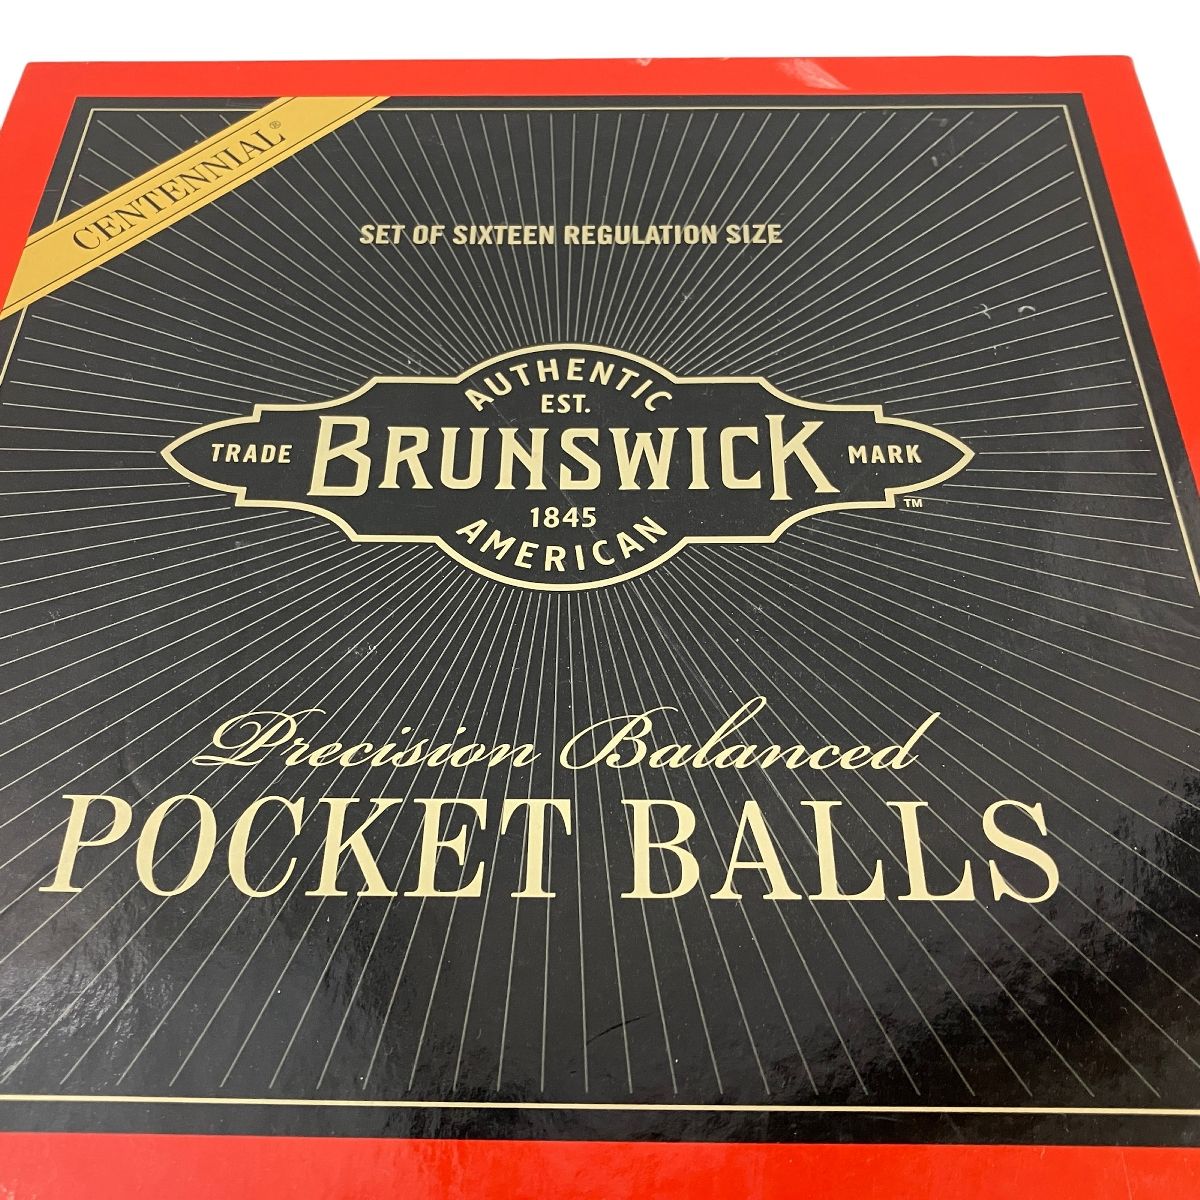 CENTENNIAL®
SET OF SIXTEEN REGULATION SIZE
AUTHENTIC
EST.
TRADE BRUNSWICK MARK
™
1845
AMERICAN
Precision Balanced
POCKET BALLS